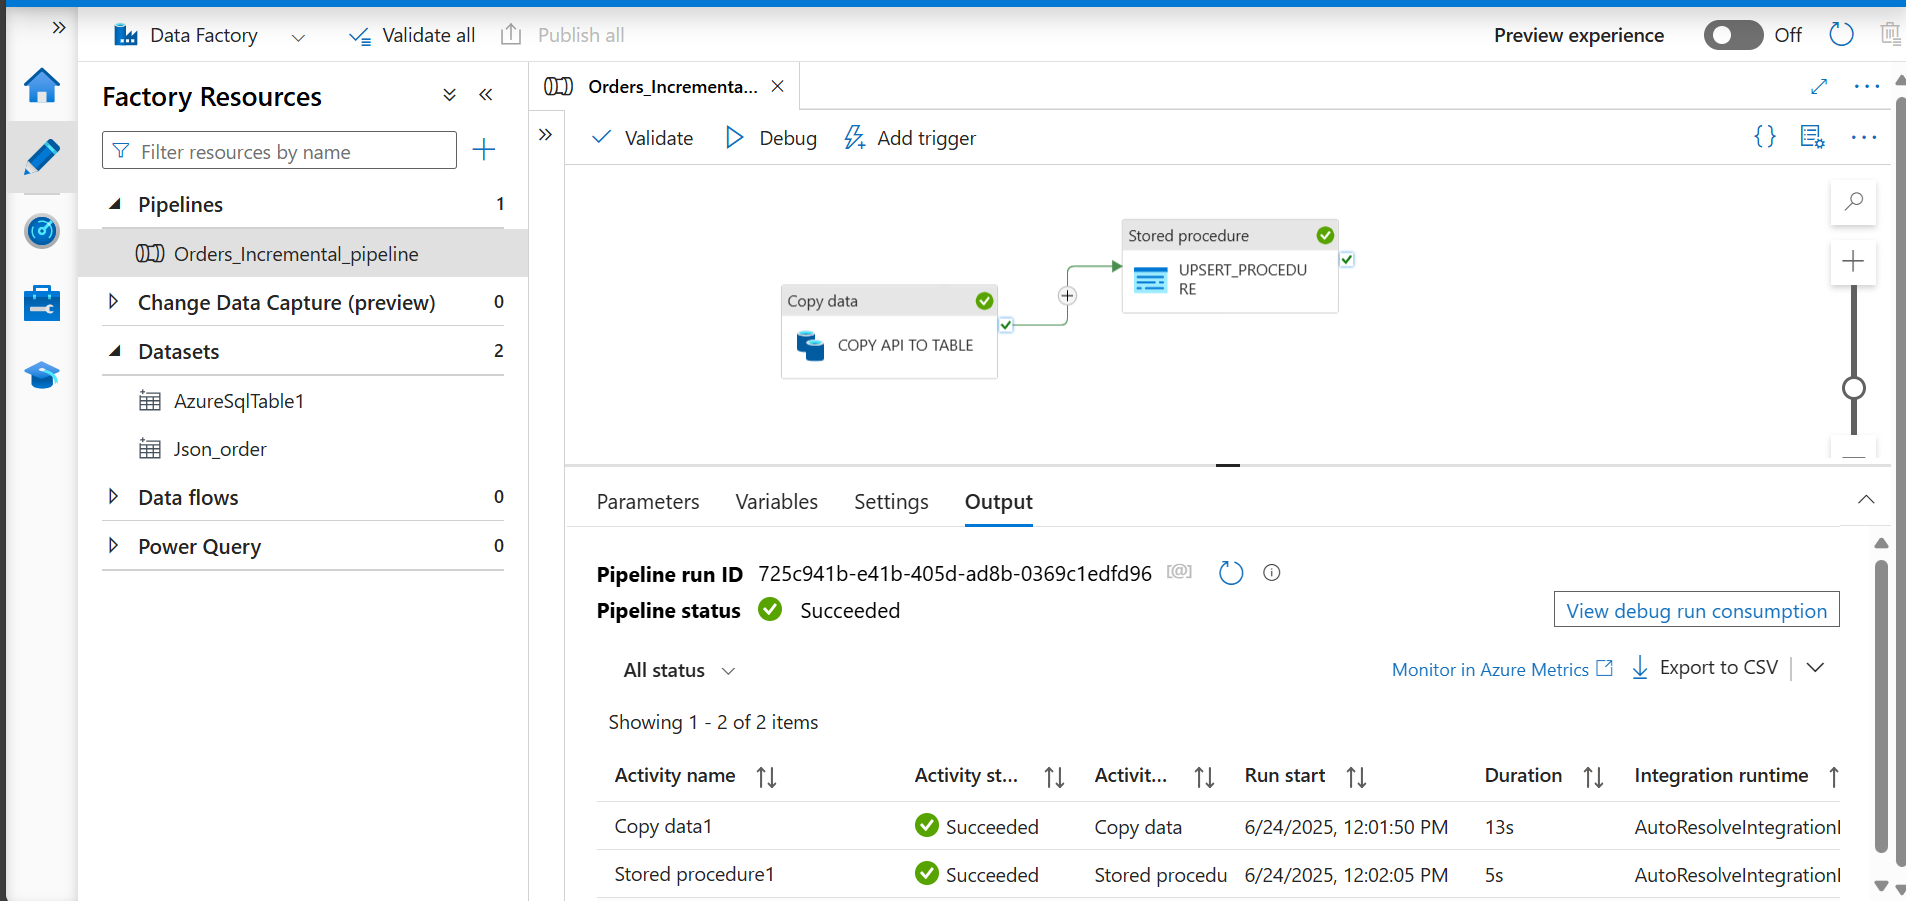 Data Factory
Validate all
Publish all
Preview experience
Off
Factory Resources
Filter resources by name
Pipelines 1
Orders_Incremental_pipeline
Change Data Capture (preview) 0
Datasets 2
AzureSqlTable1
Json_order
Data flows 0
Power Query 0
Orders_Incrementa...
Validate
Debug
Add trigger
{}
Copy data
COPY API TO TABLE
Stored procedure
UPSERT_PROCEDU
RE
Parameters Variables Settings Output
Pipeline run ID 725c941b-e41b-405d-ad8b-0369c1edfd96 [@]
Pipeline status Succeeded
View debug run consumption
All status
Monitor in Azure Metrics
Export to CSV
Showing 1 - 2 of 2 items
Activity name Activity st... Activit... Run start Duration Integration runtime
Copy data1 Succeeded Copy data 6/24/2025, 12:01:50 PM 13s AutoResolveIntegration
Stored procedure1 Succeeded Stored procedu 6/24/2025, 12:02:05 PM 5s AutoResolveIntegration